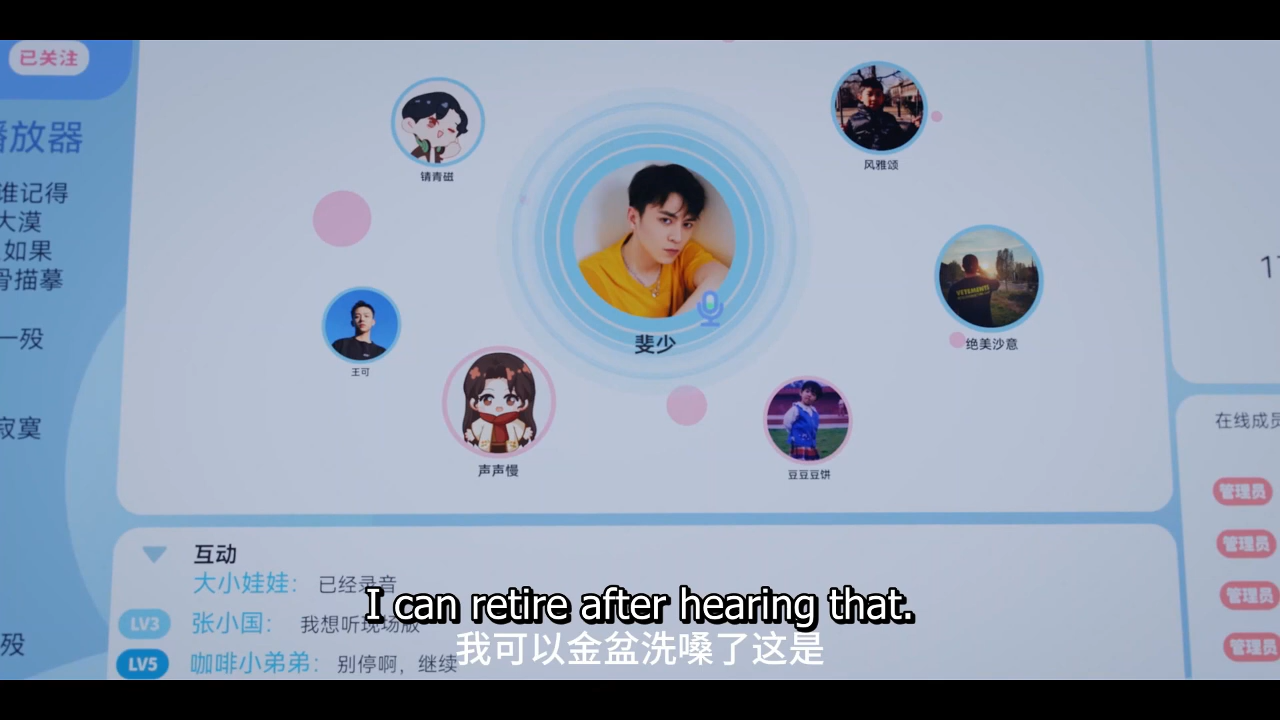 已关注
播放器
谁记得
大漠
如果
骨描摹
一殁
寂寞
殁
锖青磁
风雅颂
斐少
王可
绝美沙意
声声慢
豆豆豆饼
在线成员
管理员
管理员
管理员
管理员
互动
大小娃娃： 已经录音
LV3 张小国： 我想听现场版
LV5 咖啡小弟弟： 别停啊，继续
I can retire after hearing that.
我可以金盆洗嗓了这是